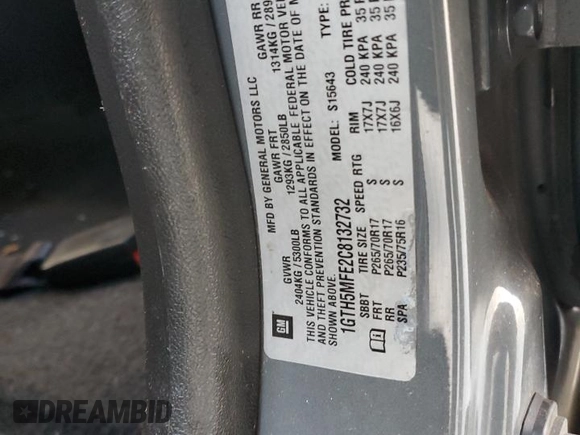 MFD BY GENERAL MOTORS LLC
GVWR GAWR FRT GAWR RR
2404KG / 5300LB 1293KG / 2850LB 1314KG / 289
THIS VEHICLE CONFORMS TO ALL APPLICABLE FEDERAL MOTOR VEH
AND THEFT PREVENTION STANDARDS IN EFFECT ON THE DATE OF M
SHOWN ABOVE.
1GTH5MFE2C8132732 MODEL: S15643 TYPE:
SBBT TIRE SIZE SPEED RTG RIM COLD TIRE PR
FRT P265/70R17 S 17X7J 240 KPA 35 P
RR P265/70R17 S 17X7J 240 KPA 35 P
SPA P235/75R16 S 16X6J 240 KPA 35
GM
DREAMBID